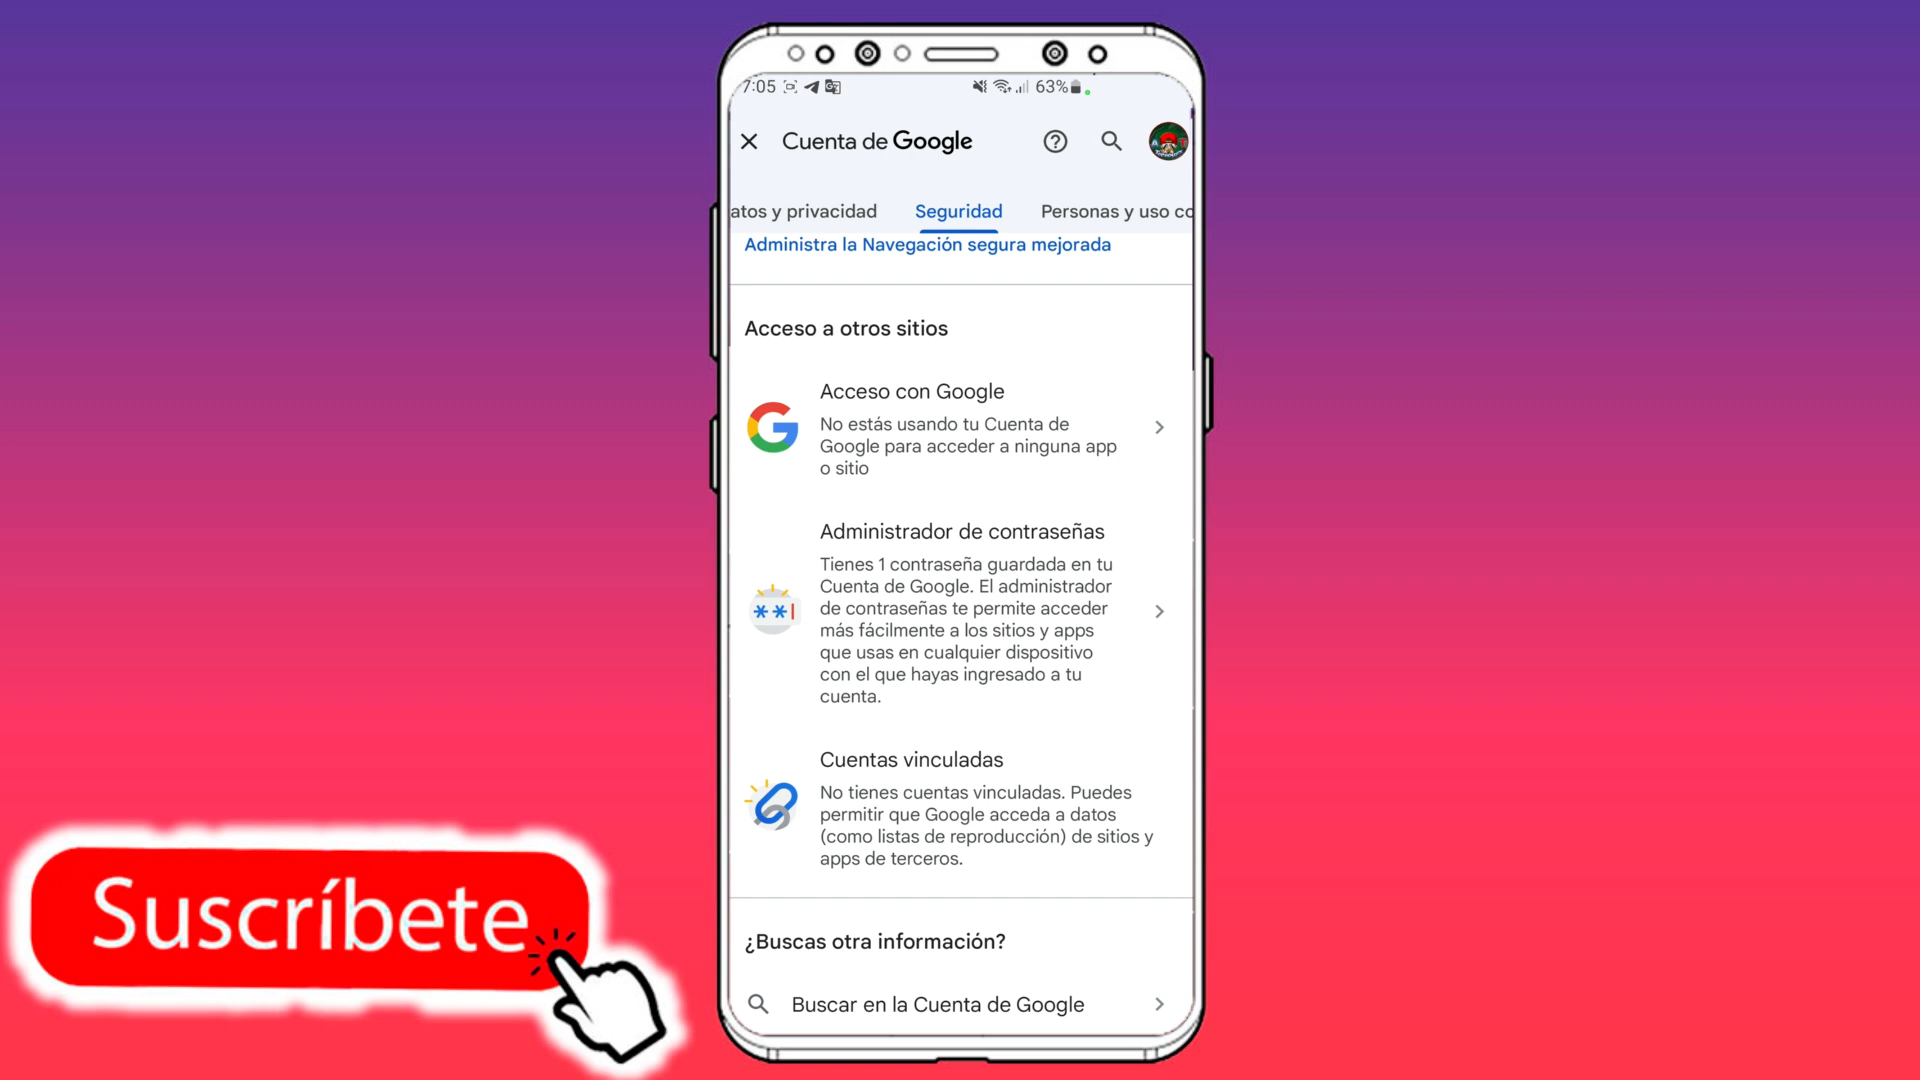 7:05
63%
Cuenta de Google
atos y privacidad
Seguridad
Personas y uso co
Administra la Navegación segura mejorada
Acceso a otros sitios
Acceso con Google
No estás usando tu Cuenta de
Google para acceder a ninguna app
o sitio
Administrador de contraseñas
Tienes 1 contraseña guardada en tu
Cuenta de Google. El administrador
de contraseñas te permite acceder
más fácilmente a los sitios y apps
que usas en cualquier dispositivo
con el que hayas ingresado a tu
cuenta.
Cuentas vinculadas
No tienes cuentas vinculadas. Puedes
permitir que Google acceda a datos
(como listas de reproducción) de sitios y
apps de terceros.
¿Buscas otra información?
Buscar en la Cuenta de Google
Suscríbete